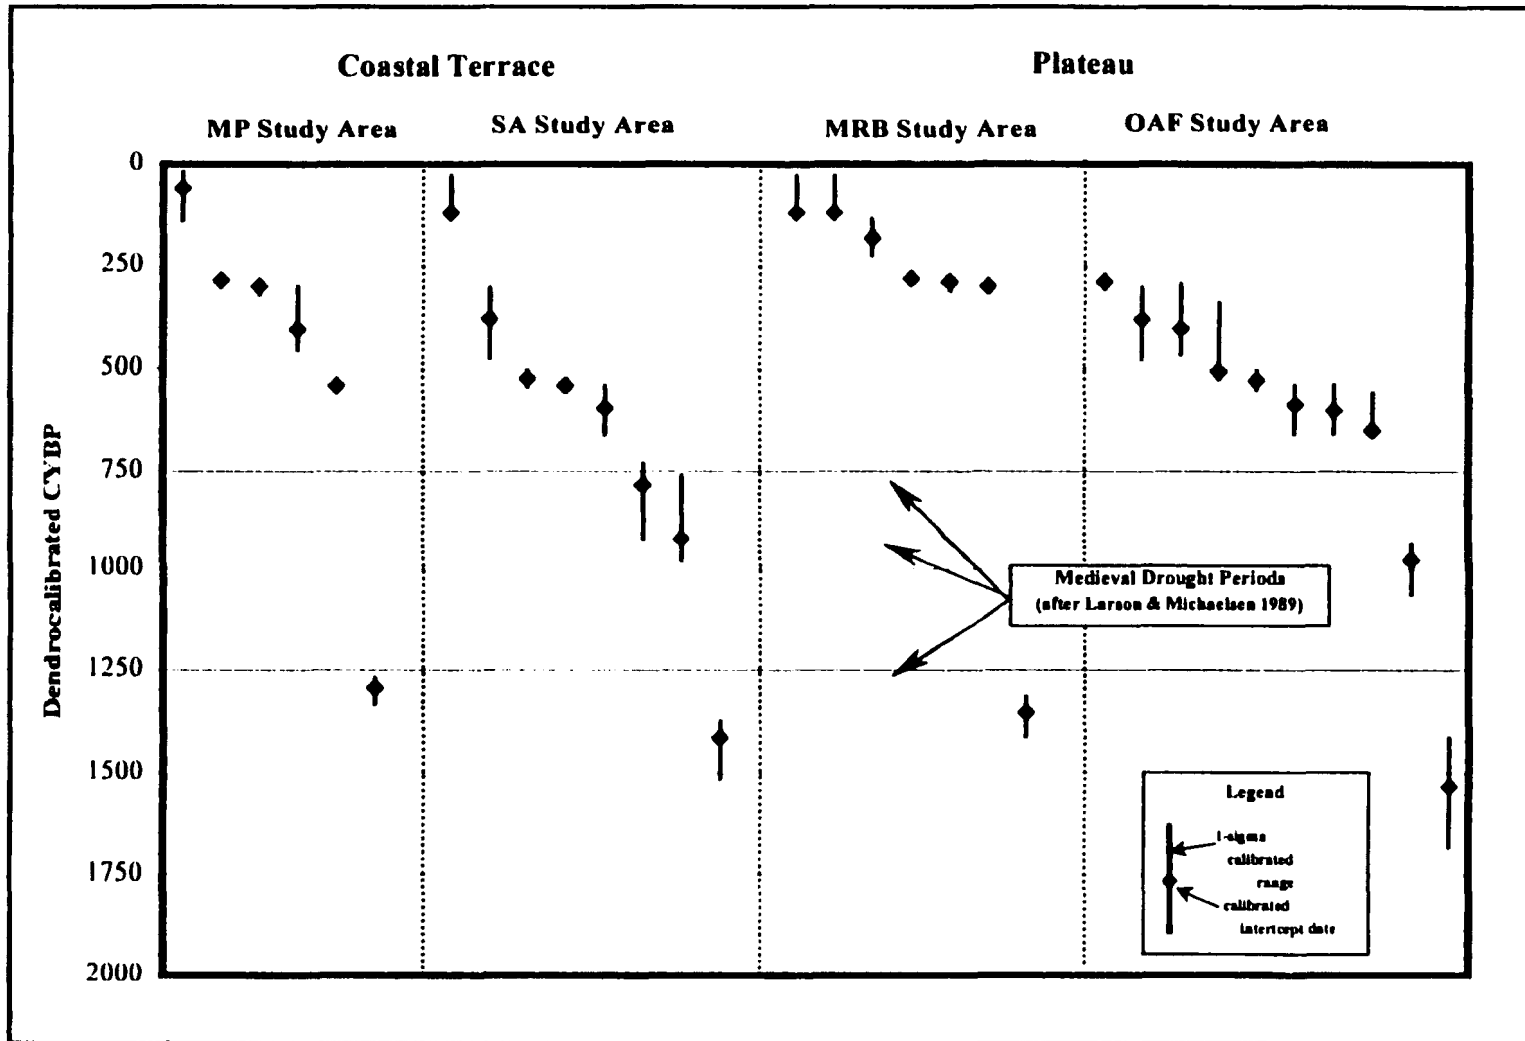 Coastal Terrace
Plateau
MP Study Area
SA Study Area
MRB Study Area
OAF Study Area
Dendrocalibrated CYBP
0
250
500
750
1000
1250
1500
1750
2000
Medieval Drought Periods
(after Larson & Michaelsen 1989)
Legend
1-sigma
calibrated
range
calibrated
intercept date